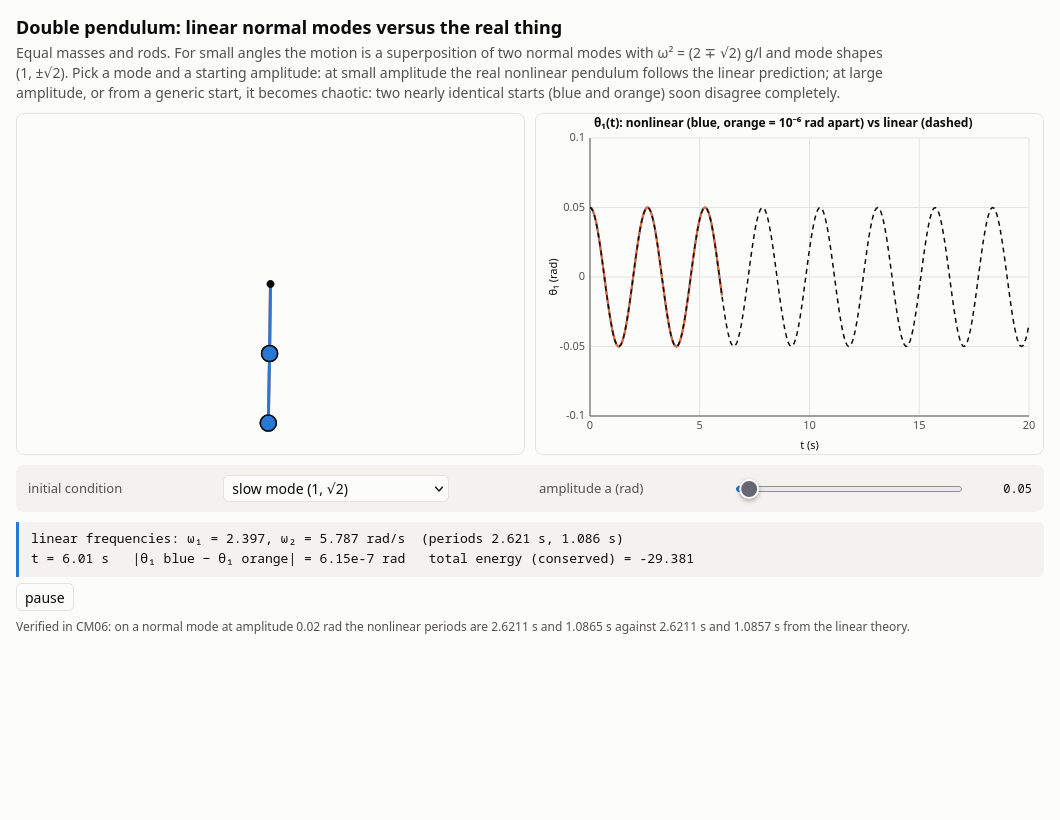 Double pendulum: linear normal modes versus the real thing
Equal masses and rods. For small angles the motion is a superposition of two normal modes with ω² = (2 ∓ √2) g/l and mode shapes
(1, ±√2). Pick a mode and a starting amplitude: at small amplitude the real nonlinear pendulum follows the linear prediction; at large
amplitude, or from a generic start, it becomes chaotic: two nearly identical starts (blue and orange) soon disagree completely.
θ₁(t): nonlinear (blue, orange = 10⁻⁶ rad apart) vs linear (dashed)
0.1
0.05
0
-0.05
-0.1
θ₁ (rad)
0 5 10 15 20
t (s)
initial condition
slow mode (1, √2)
amplitude a (rad)
0.05
linear frequencies: ω₁ = 2.397, ω₂ = 5.787 rad/s  (periods 2.621 s, 1.086 s)
t = 6.01 s   |θ₁ blue − θ₁ orange| = 6.15e-7 rad   total energy (conserved) = -29.381
pause
Verified in CM06: on a normal mode at amplitude 0.02 rad the nonlinear periods are 2.6211 s and 1.0865 s against 2.6211 s and 1.0857 s from the linear theory.